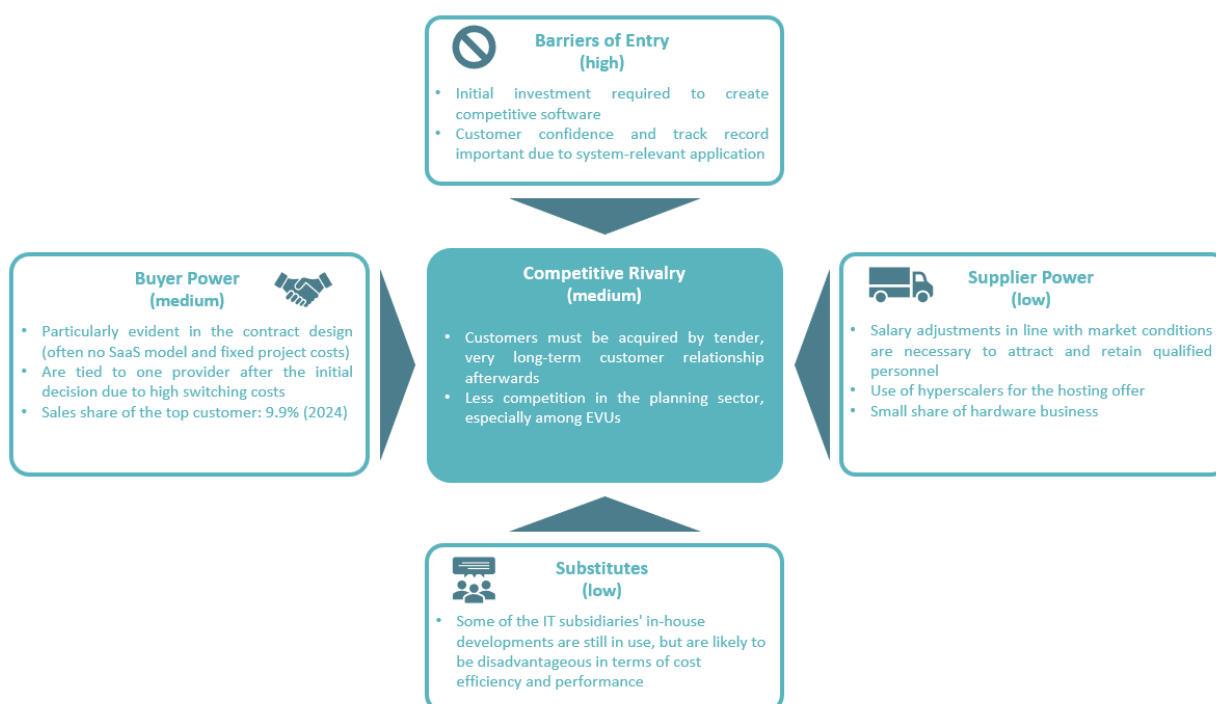 Barriers of Entry
(high)
• Initial investment required to create
competitive software
• Customer confidence and track record
important due to system-relevant application
Buyer Power
(medium)
• Particularly evident in the contract design
(often no SaaS model and fixed project costs)
• Are tied to one provider after the initial
decision due to high switching costs
• Sales share of the top customer: 9.9% (2024)
Competitive Rivalry
(medium)
• Customers must be acquired by tender,
very long-term customer relationship
afterwards
• Less competition in the planning sector,
especially among EVUs
Supplier Power
(low)
• Salary adjustments in line with market conditions
are necessary to attract and retain qualified
personnel
• Use of hyperscalers for the hosting offer
• Small share of hardware business
Substitutes
(low)
• Some of the IT subsidiaries' in-house
developments are still in use, but are likely to
be disadvantageous in terms of cost
efficiency and performance